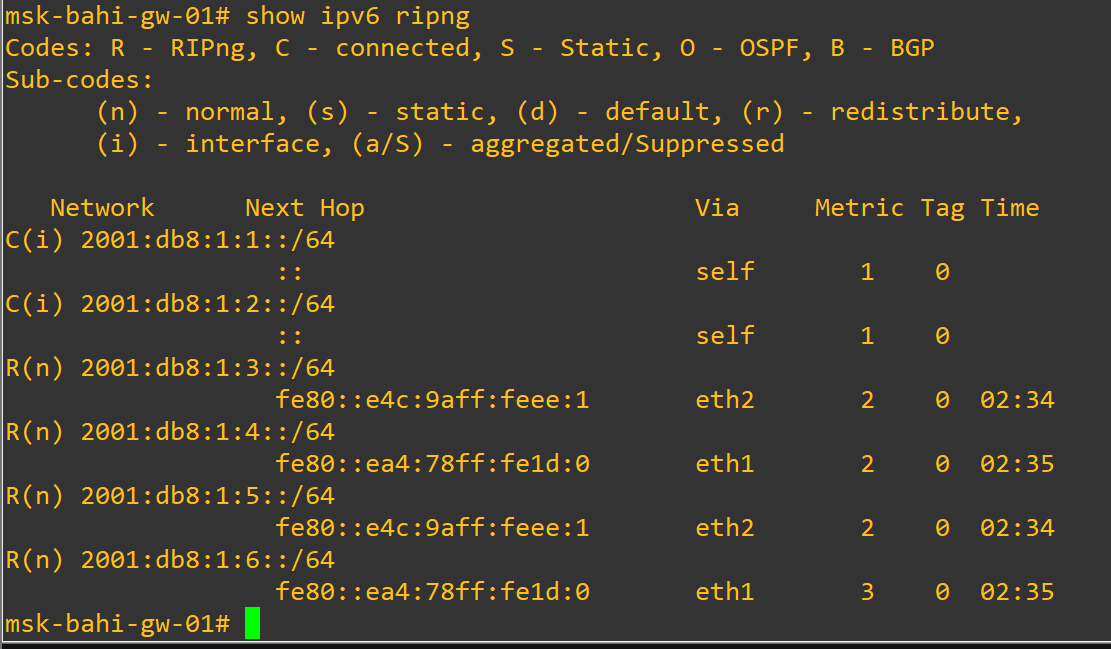 msk-bahi-gw-01# show ipv6 ripng
Codes: R - RIPng, C - connected, S - Static, O - OSPF, B - BGP
Sub-codes:
      (n) - normal, (s) - static, (d) - default, (r) - redistribute,
      (i) - interface, (a/S) - aggregated/Suppressed

   Network      Next Hop                      Via     Metric Tag Time
C(i) 2001:db8:1:1::/64
                  ::                          self       1    0
C(i) 2001:db8:1:2::/64
                  ::                          self       1    0
R(n) 2001:db8:1:3::/64
                  fe80::e4c:9aff:feee:1       eth2       2    0  02:34
R(n) 2001:db8:1:4::/64
                  fe80::ea4:78ff:fe1d:0       eth1       2    0  02:35
R(n) 2001:db8:1:5::/64
                  fe80::e4c:9aff:feee:1       eth2       2    0  02:34
R(n) 2001:db8:1:6::/64
                  fe80::ea4:78ff:fe1d:0       eth1       3    0  02:35
msk-bahi-gw-01#